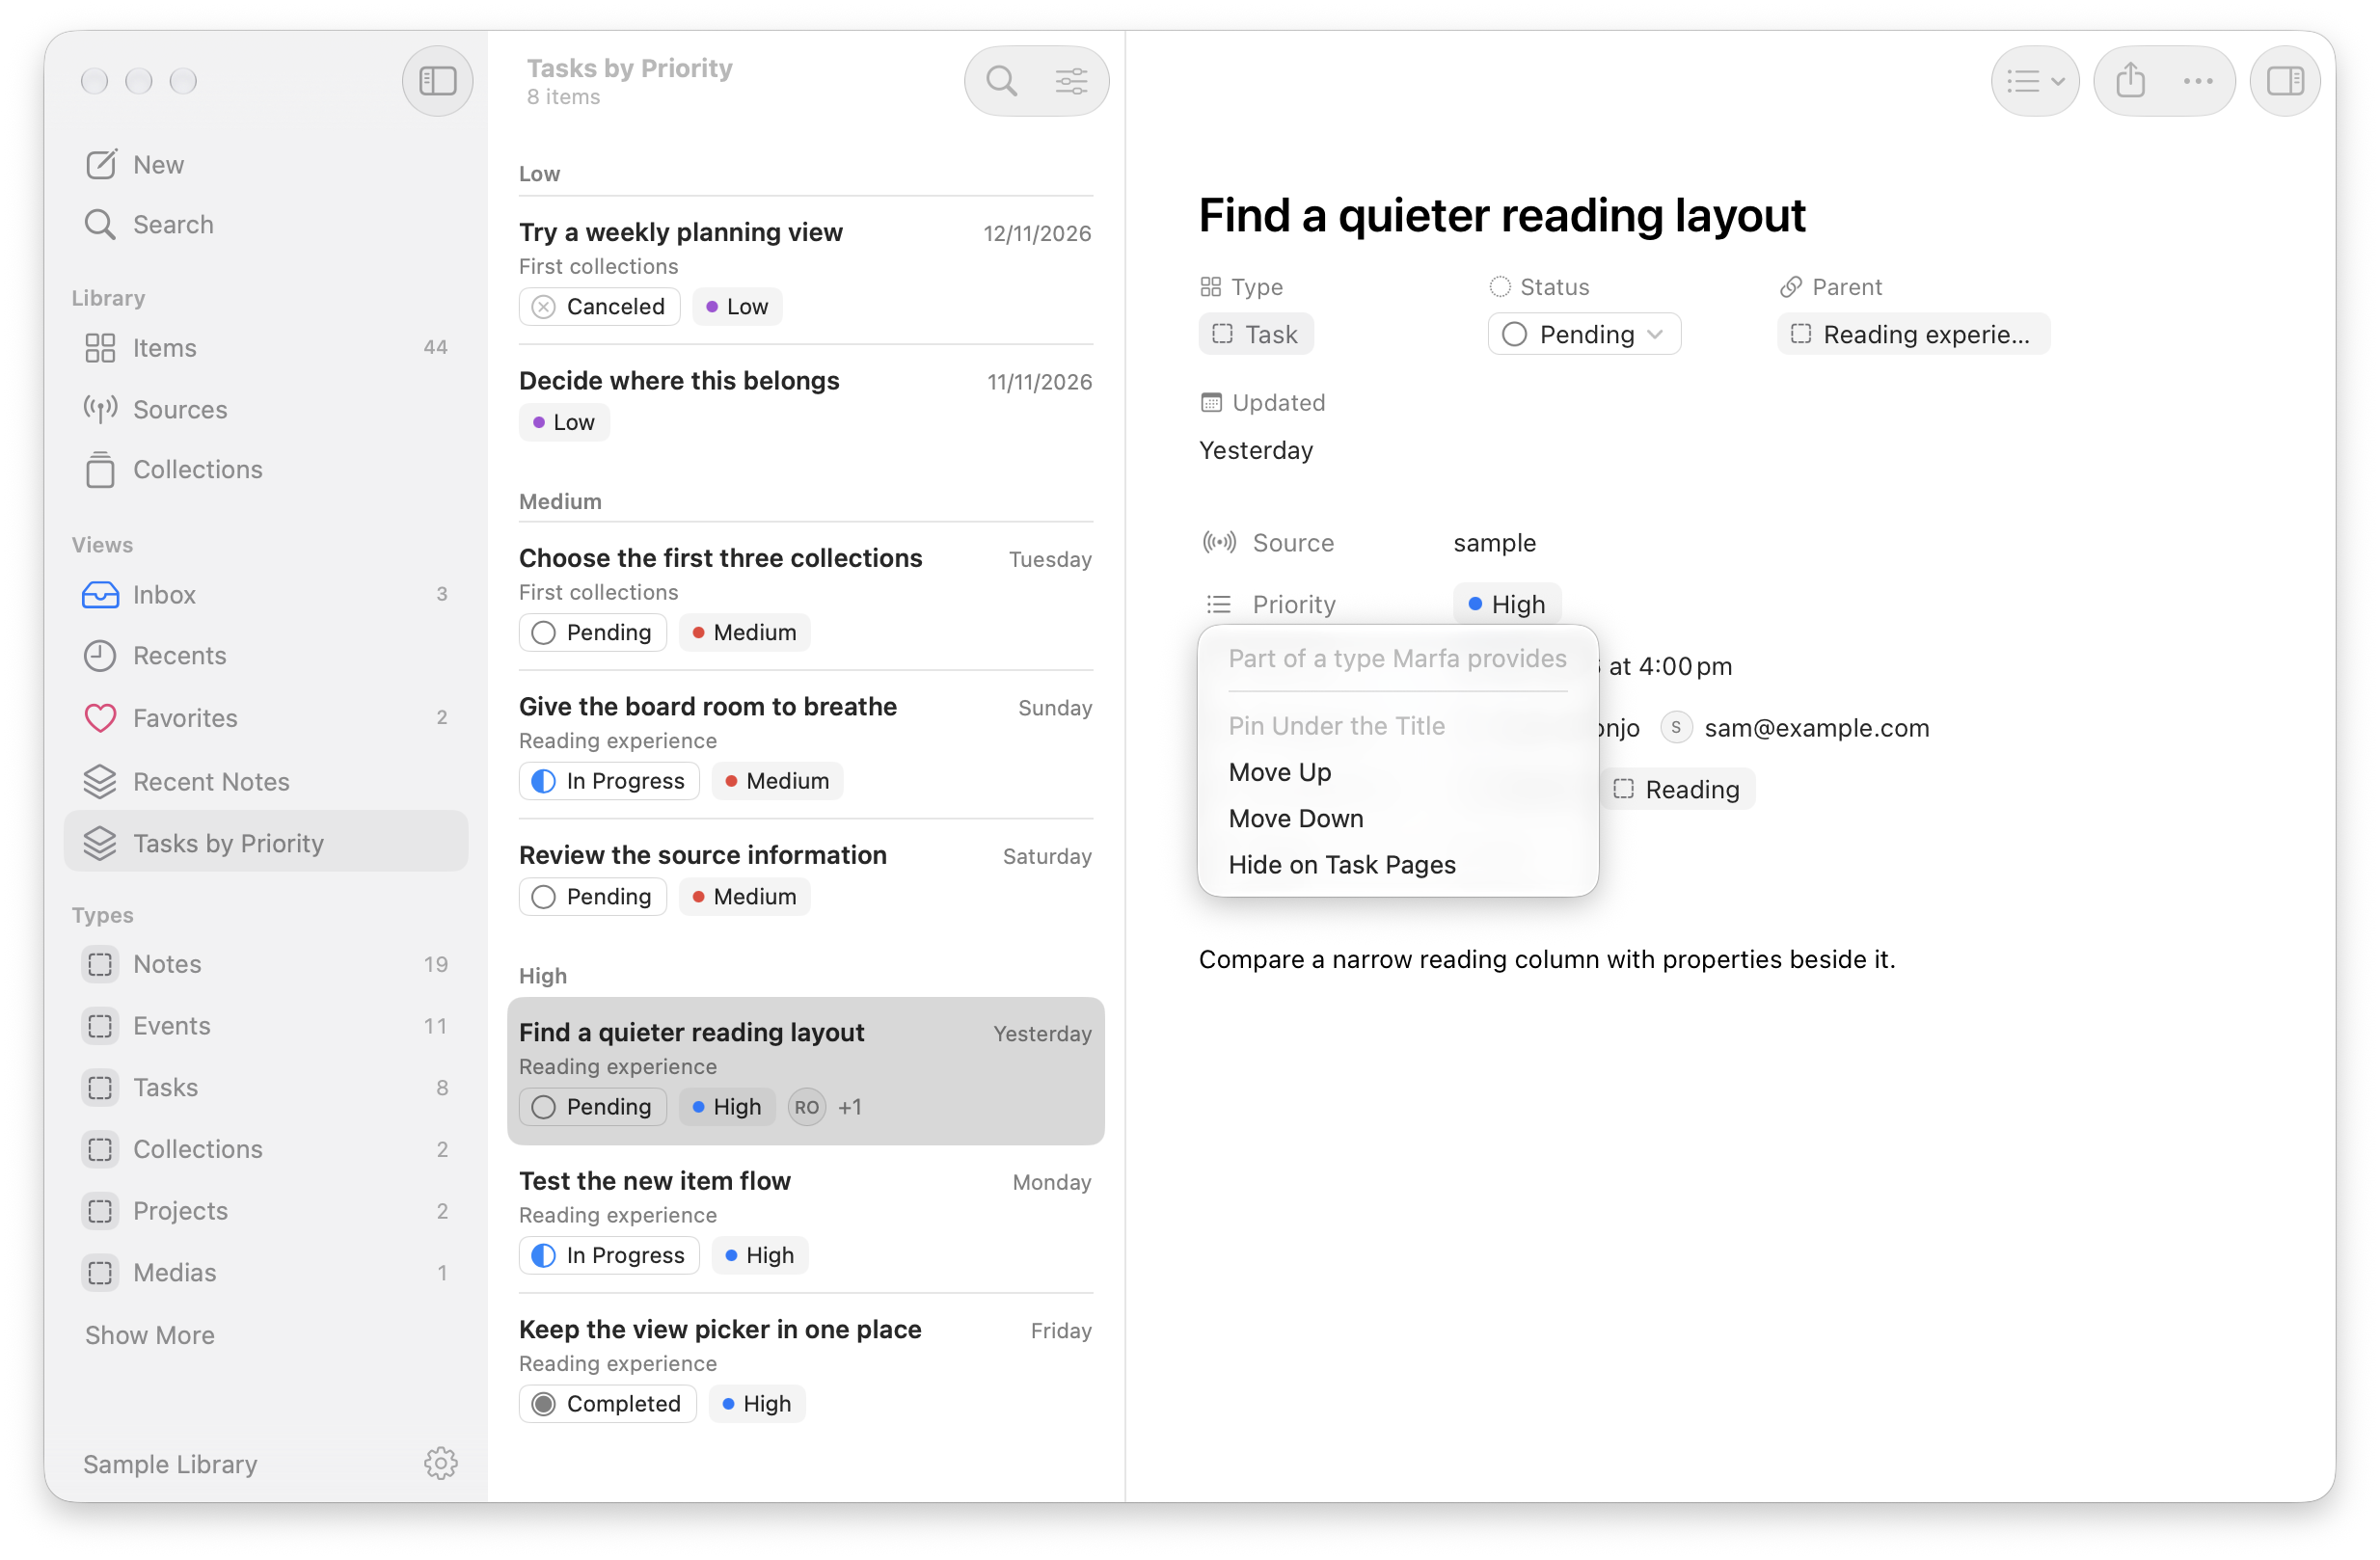 New
Search
Library
Items 44
Sources
Collections
Views
Inbox 3
Recents
Favorites 2
Recent Notes
Tasks by Priority
Types
Notes 19
Events 11
Tasks 8
Collections 2
Projects 2
Medias 1
Show More
Sample Library
Tasks by Priority
8 items
Low
Try a weekly planning view 12/11/2026
First collections
Canceled Low
Decide where this belongs 11/11/2026
Low
Medium
Choose the first three collections Tuesday
First collections
Pending Medium
Give the board room to breathe Sunday
Reading experience
In Progress Medium
Review the source information Saturday
Pending Medium
High
Find a quieter reading layout Yesterday
Reading experience
Pending High RO +1
Test the new item flow Monday
Reading experience
In Progress High
Keep the view picker in one place Friday
Reading experience
Completed High
Find a quieter reading layout
Type Status Parent
Task Pending Reading experie...
Updated
Yesterday
Source sample
Priority High
Part of a type Marfa provides
at 4:00 pm
Pin Under the Title
S sam@example.com
Move Up
Reading
Move Down
Hide on Task Pages
Compare a narrow reading column with properties beside it.